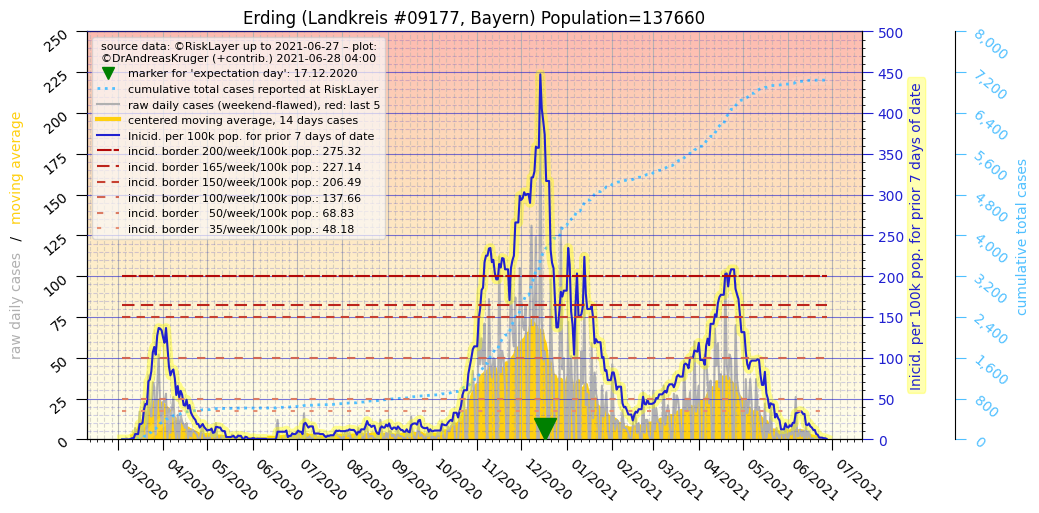 Erding (Landkreis #09177, Bayern) Population=137660
source data: ©RiskLayer up to 2021-06-27 – plot:
©DrAndreasKruger (+contrib.) 2021-06-28 04:00
marker for 'expectation day': 17.12.2020
cumulative total cases reported at RiskLayer
raw daily cases (weekend-flawed), red: last 5
centered moving average, 14 days cases
Inicid. per 100k pop. for prior 7 days of date
incid. border 200/week/100k pop.: 275.32
incid. border 165/week/100k pop.: 227.14
incid. border 150/week/100k pop.: 206.49
incid. border 100/week/100k pop.: 137.66
incid. border   50/week/100k pop.: 68.83
incid. border   35/week/100k pop.: 48.18
raw daily cases  /  moving average
250
225
200
175
150
125
100
75
50
25
0
03/2020
04/2020
05/2020
06/2020
07/2020
08/2020
09/2020
10/2020
11/2020
12/2020
01/2021
02/2021
03/2021
04/2021
05/2021
06/2021
07/2021
500
450
400
350
300
250
200
150
100
50
0
Inicid. per 100k pop. for prior 7 days of date
8,000
7,200
6,400
5,600
4,800
4,000
3,200
2,400
1,600
800
0
cumulative total cases